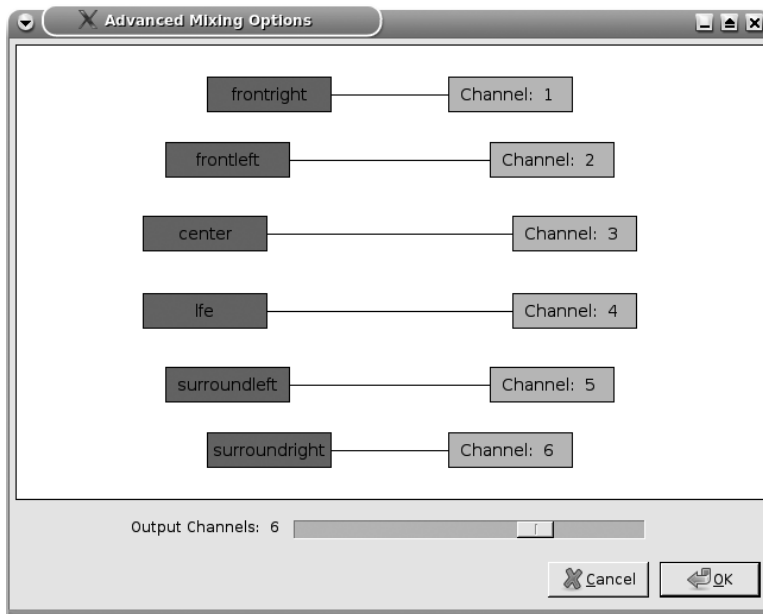 Advanced Mixing Options
frontright Channel: 1
frontleft Channel: 2
center Channel: 3
lfe Channel: 4
surroundleft Channel: 5
surroundright Channel: 6
Output Channels: 6
Cancel OK